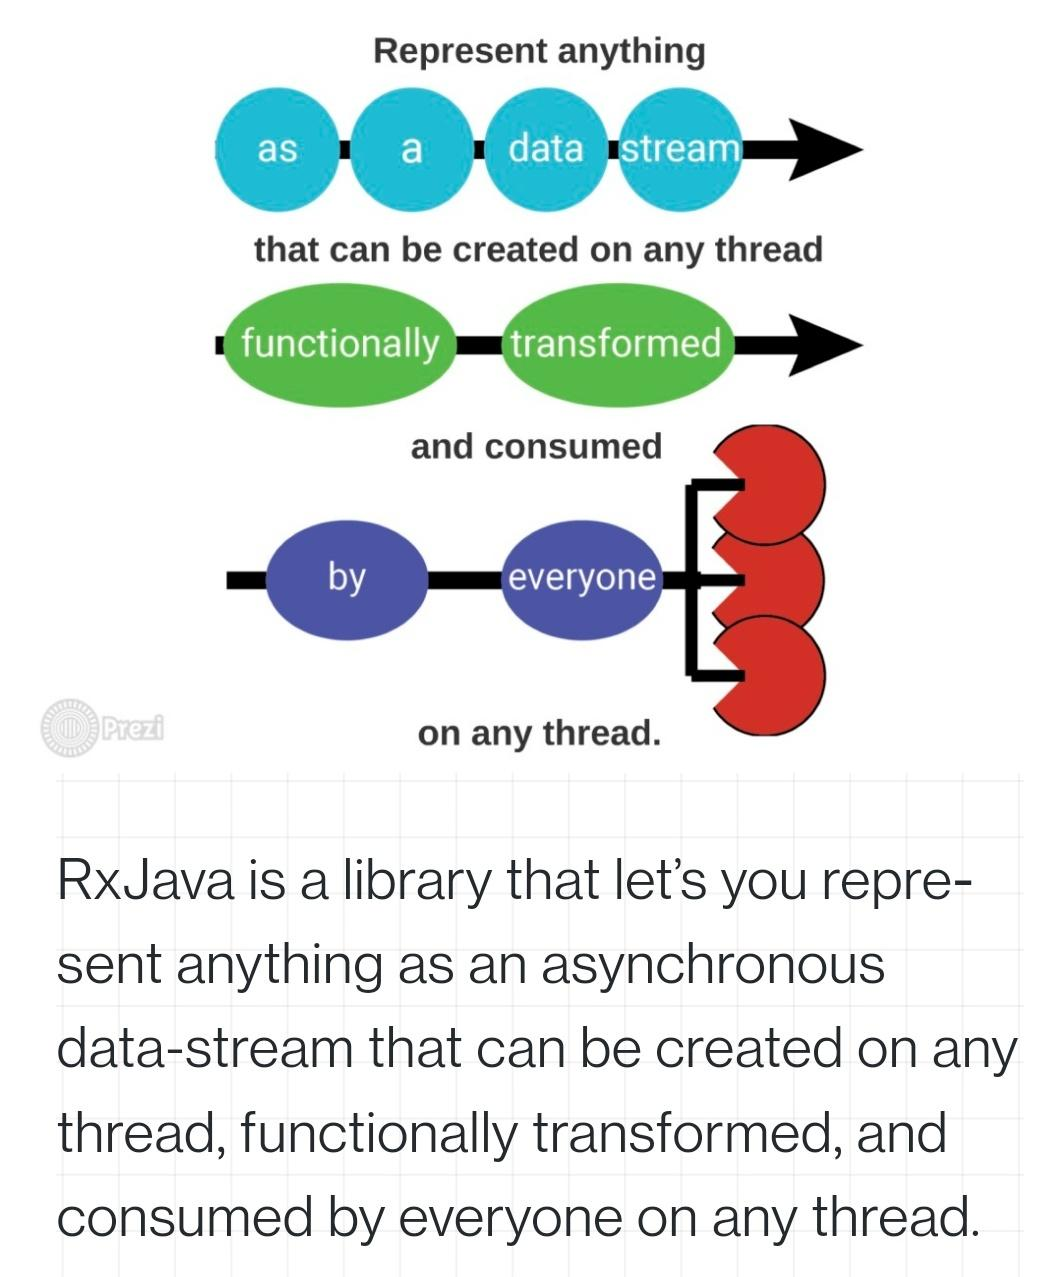 Represent anything
as a data stream
that can be created on any thread
functionally transformed
and consumed
by everyone
Prezi
on any thread.
RxJava is a library that let’s you repre-
sent anything as an asynchronous
data-stream that can be created on any
thread, functionally transformed, and
consumed by everyone on any thread.